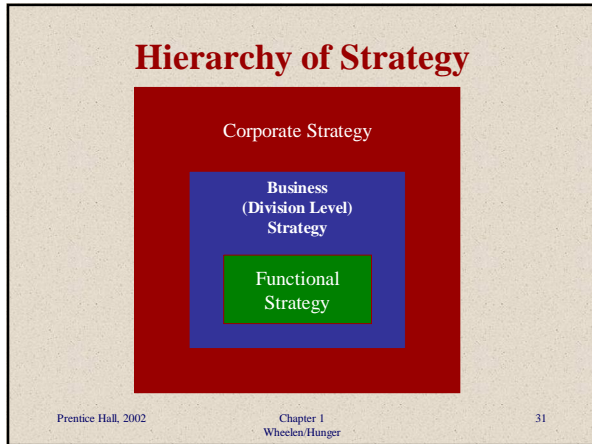 Hierarchy of Strategy
Corporate Strategy
Business
(Division Level)
Strategy
Functional
Strategy
Prentice Hall, 2002
Chapter 1
Wheelen/Hunger
31